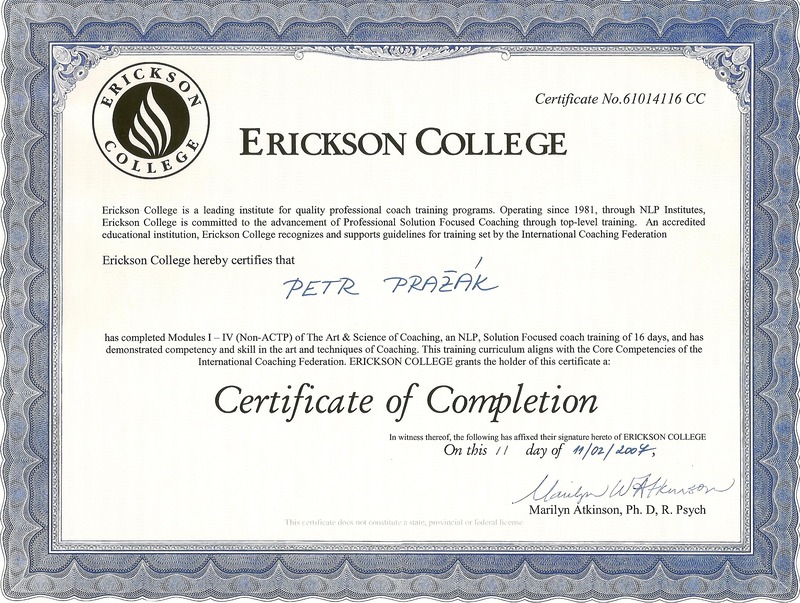 ERICKSON COLLEGE
Certificate No.61014116 CC
ERICKSON COLLEGE
Erickson College is a leading institute for quality professional coach training programs. Operating since 1981, through NLP Institutes,
Erickson College is committed to the advancement of Professional Solution Focused Coaching through top-level training. An accredited
educational institution, Erickson College recognizes and supports guidelines for training set by the International Coaching Federation
Erickson College hereby certifies that
PETR PRAŽÁK
has completed Modules I – IV (Non-ACTP) of The Art & Science of Coaching, an NLP, Solution Focused coach training of 16 days, and has
demonstrated competency and skill in the art and techniques of Coaching. This training curriculum aligns with the Core Competencies of the
International Coaching Federation. ERICKSON COLLEGE grants the holder of this certificate a:
Certificate of Completion
In witness thereof, the following has affixed their signature hereto of ERICKSON COLLEGE
On this 11 day of 11/02/2007,
Marilyn W Atkinson
Marilyn Atkinson, Ph. D, R. Psych
This certificate does not constitute a state, provincial or federal license